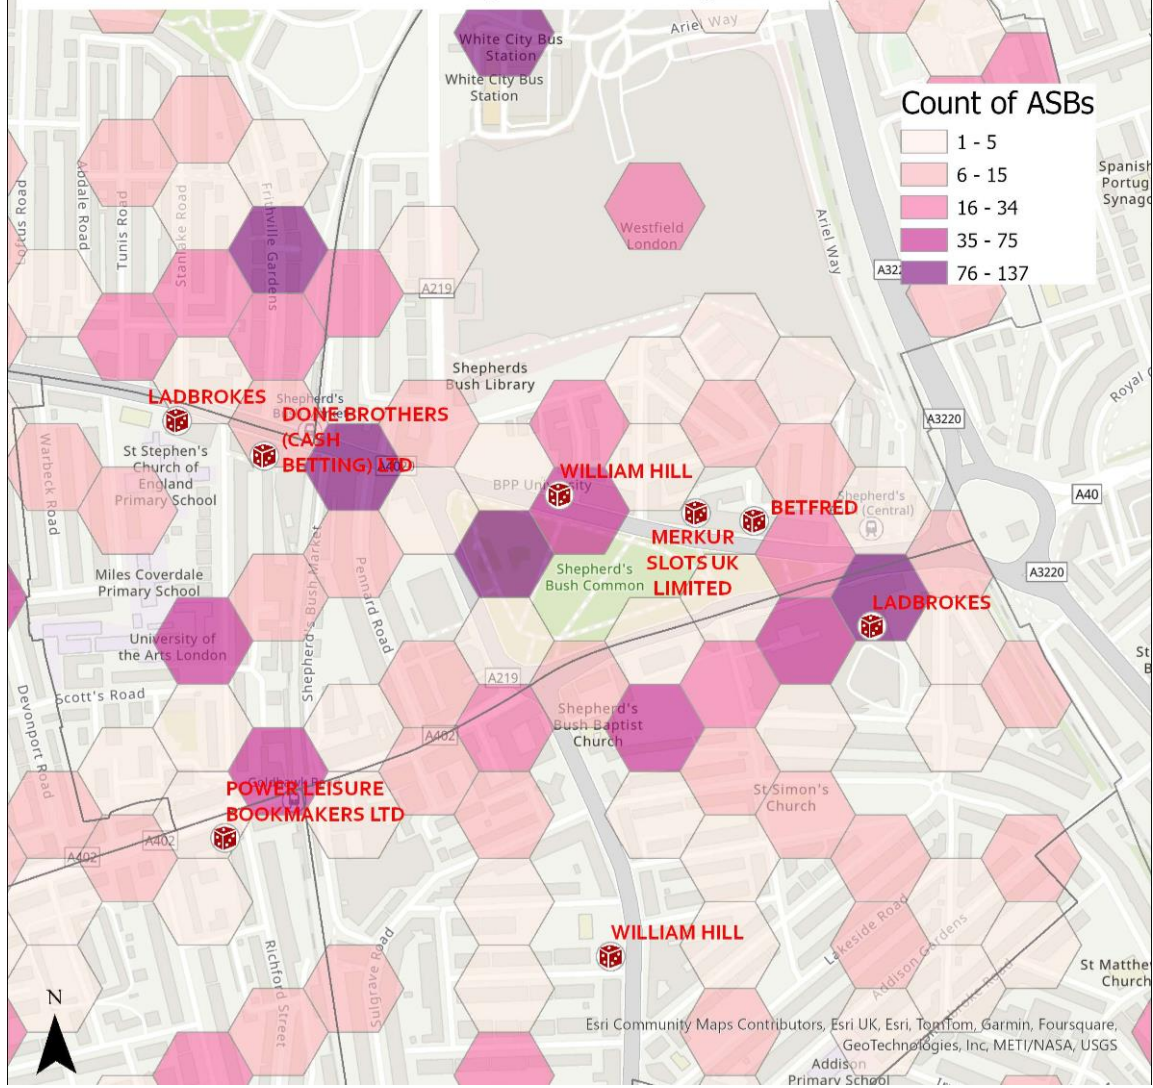 Ariel Way
White City Bus
Station
White City Bus
Station
Count of ASBs
1 - 5
6 - 15
16 - 34
35 - 75
76 - 137
Loftus Road
Abdale Road
Tunis Road
Stanlake Road
Frithville Gardens
Westfield
London
Ariel Way
A219
Shepherds
Bush Library
A3220
A40
LADBROKES
DONE BROTHERS
(CASH
BETTING) LTD
St Stephen's
Church of
England
Primary School
Warbeck Road
BPP University
WILLIAM HILL
MERKUR
SLOTS UK
LIMITED
BETFRED
Shepherd's
(Central)
Shepherd's
Bush Common
A3220
LADBROKES
Miles Coverdale
Primary School
University of
the Arts London
Shepherd's Bush Market
Pennard Road
Scott's Road
Devonport Road
A219
A402
Shepherd's
Bush Baptist
Church
POWER LEISURE
BOOKMAKERS LTD
A402
A402
St Simon's
Church
WILLIAM HILL
Richford Street
Sulgrave Road
Lakeside Road
Addison Gardens
St Matthe
Church
N
Esri Community Maps Contributors, Esri UK, Esri, TomTom, Garmin, Foursquare,
GeoTechnologies, Inc, METI/NASA, USGS
Addison
Primary School